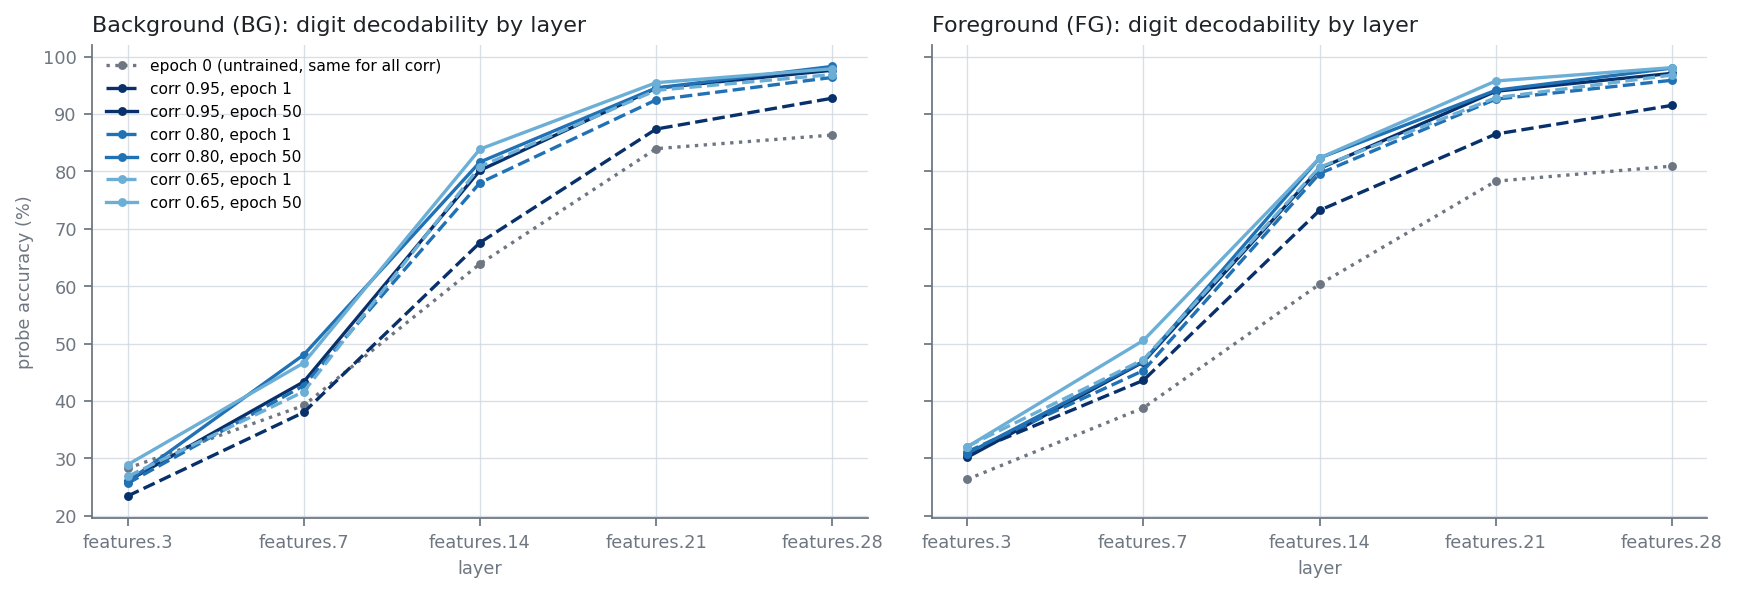 Background (BG): digit decodability by layer
probe accuracy (%)
100
90
80
70
60
50
40
30
20
epoch 0 (untrained, same for all corr)
corr 0.95, epoch 1
corr 0.95, epoch 50
corr 0.80, epoch 1
corr 0.80, epoch 50
corr 0.65, epoch 1
corr 0.65, epoch 50
features.3
features.7
features.14
features.21
features.28
layer
Foreground (FG): digit decodability by layer
features.3
features.7
features.14
features.21
features.28
layer